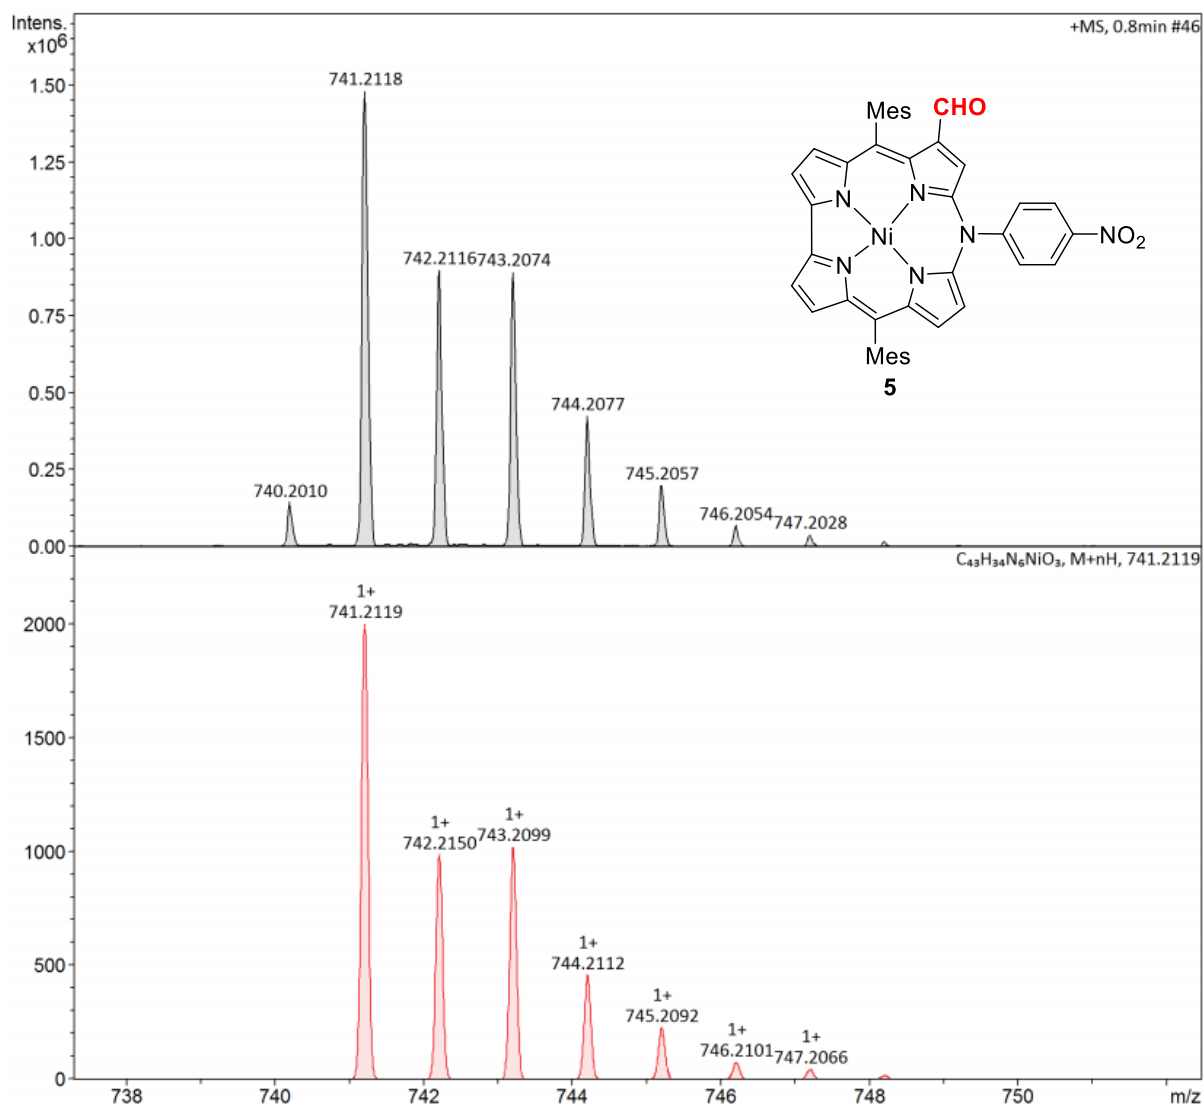 Intens.
x10⁶
+MS, 0.8min #46
1.50
1.25
1.00
0.75
0.50
0.25
0.00
740.2010
741.2118
742.2116
743.2074
744.2077
745.2057
746.2054
747.2028
Mes
CHO
N
N
Ni
N
NO₂
N
N
Mes
5
C₄₃H₃₄N₆NiO₃, M+nH, 741.2119
2000
1500
1000
500
0
1+
741.2119
1+
742.2150
1+
743.2099
1+
744.2112
1+
745.2092
1+
746.2101
1+
747.2066
738
740
742
744
746
748
750
m/z